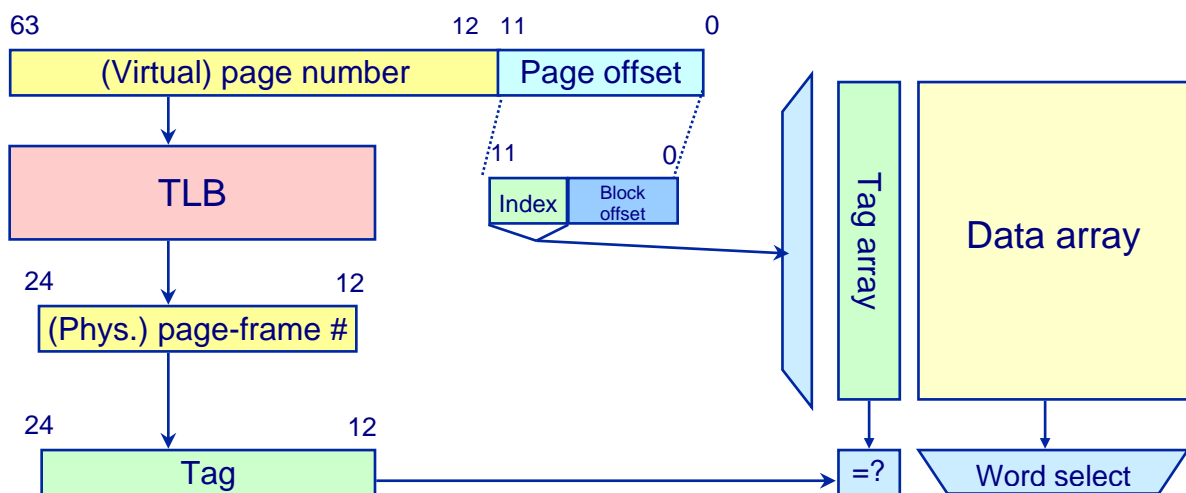 63 12 11 0
(Virtual) page number Page offset
11 0
TLB
Index Block offset
Tag array
Data array
24 12
(Phys.) page-frame #
24 12
Tag
=?
Word select